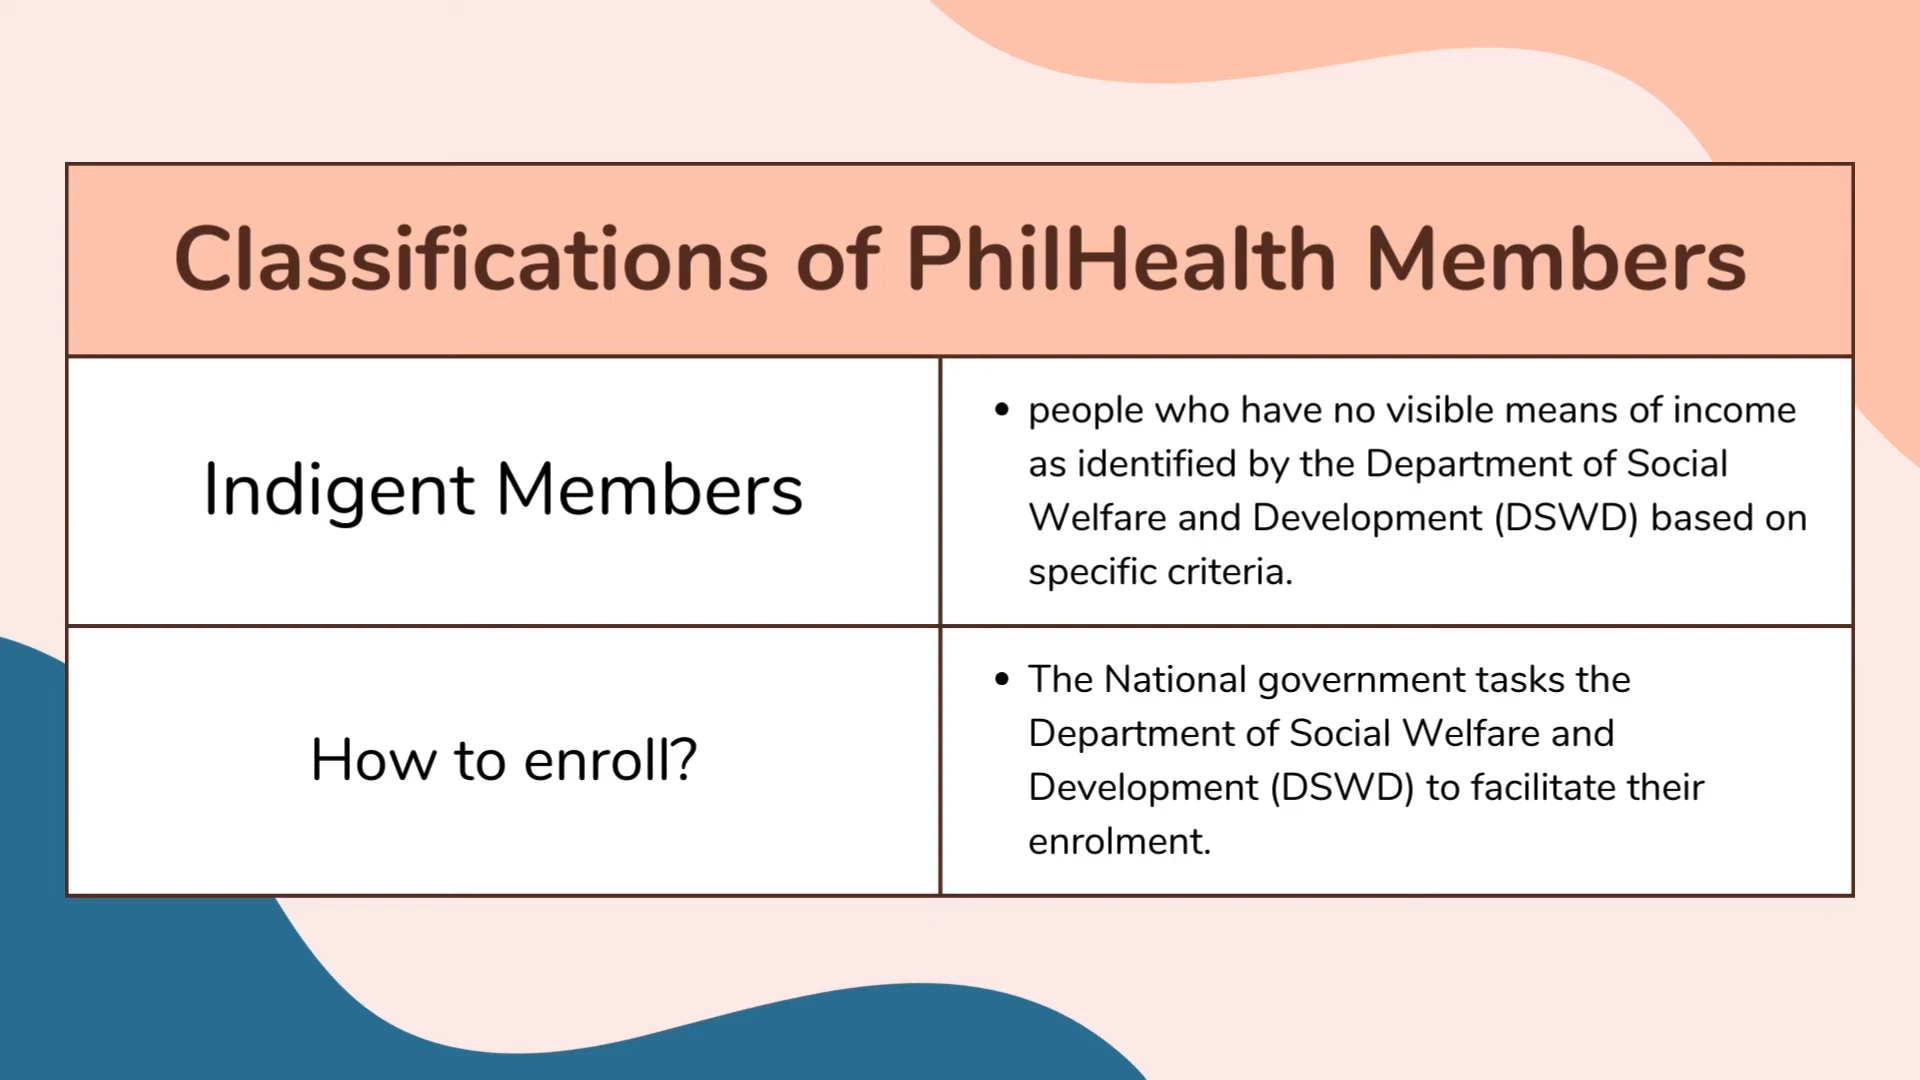 Classifications of PhilHealth Members
Indigent Members
• people who have no visible means of income
as identified by the Department of Social
Welfare and Development (DSWD) based on
specific criteria.
How to enroll?
• The National government tasks the
Department of Social Welfare and
Development (DSWD) to facilitate their
enrolment.